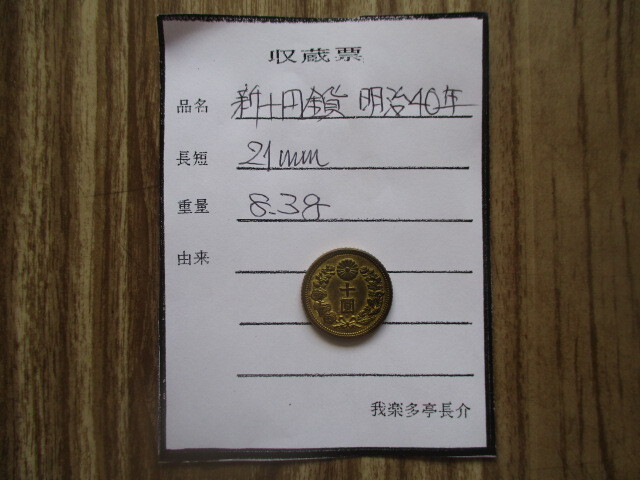 収蔵票
品名 新十円金貨 明治40年
長短 21mm
重量 8.3g
由来
十圓
我楽多亭長介